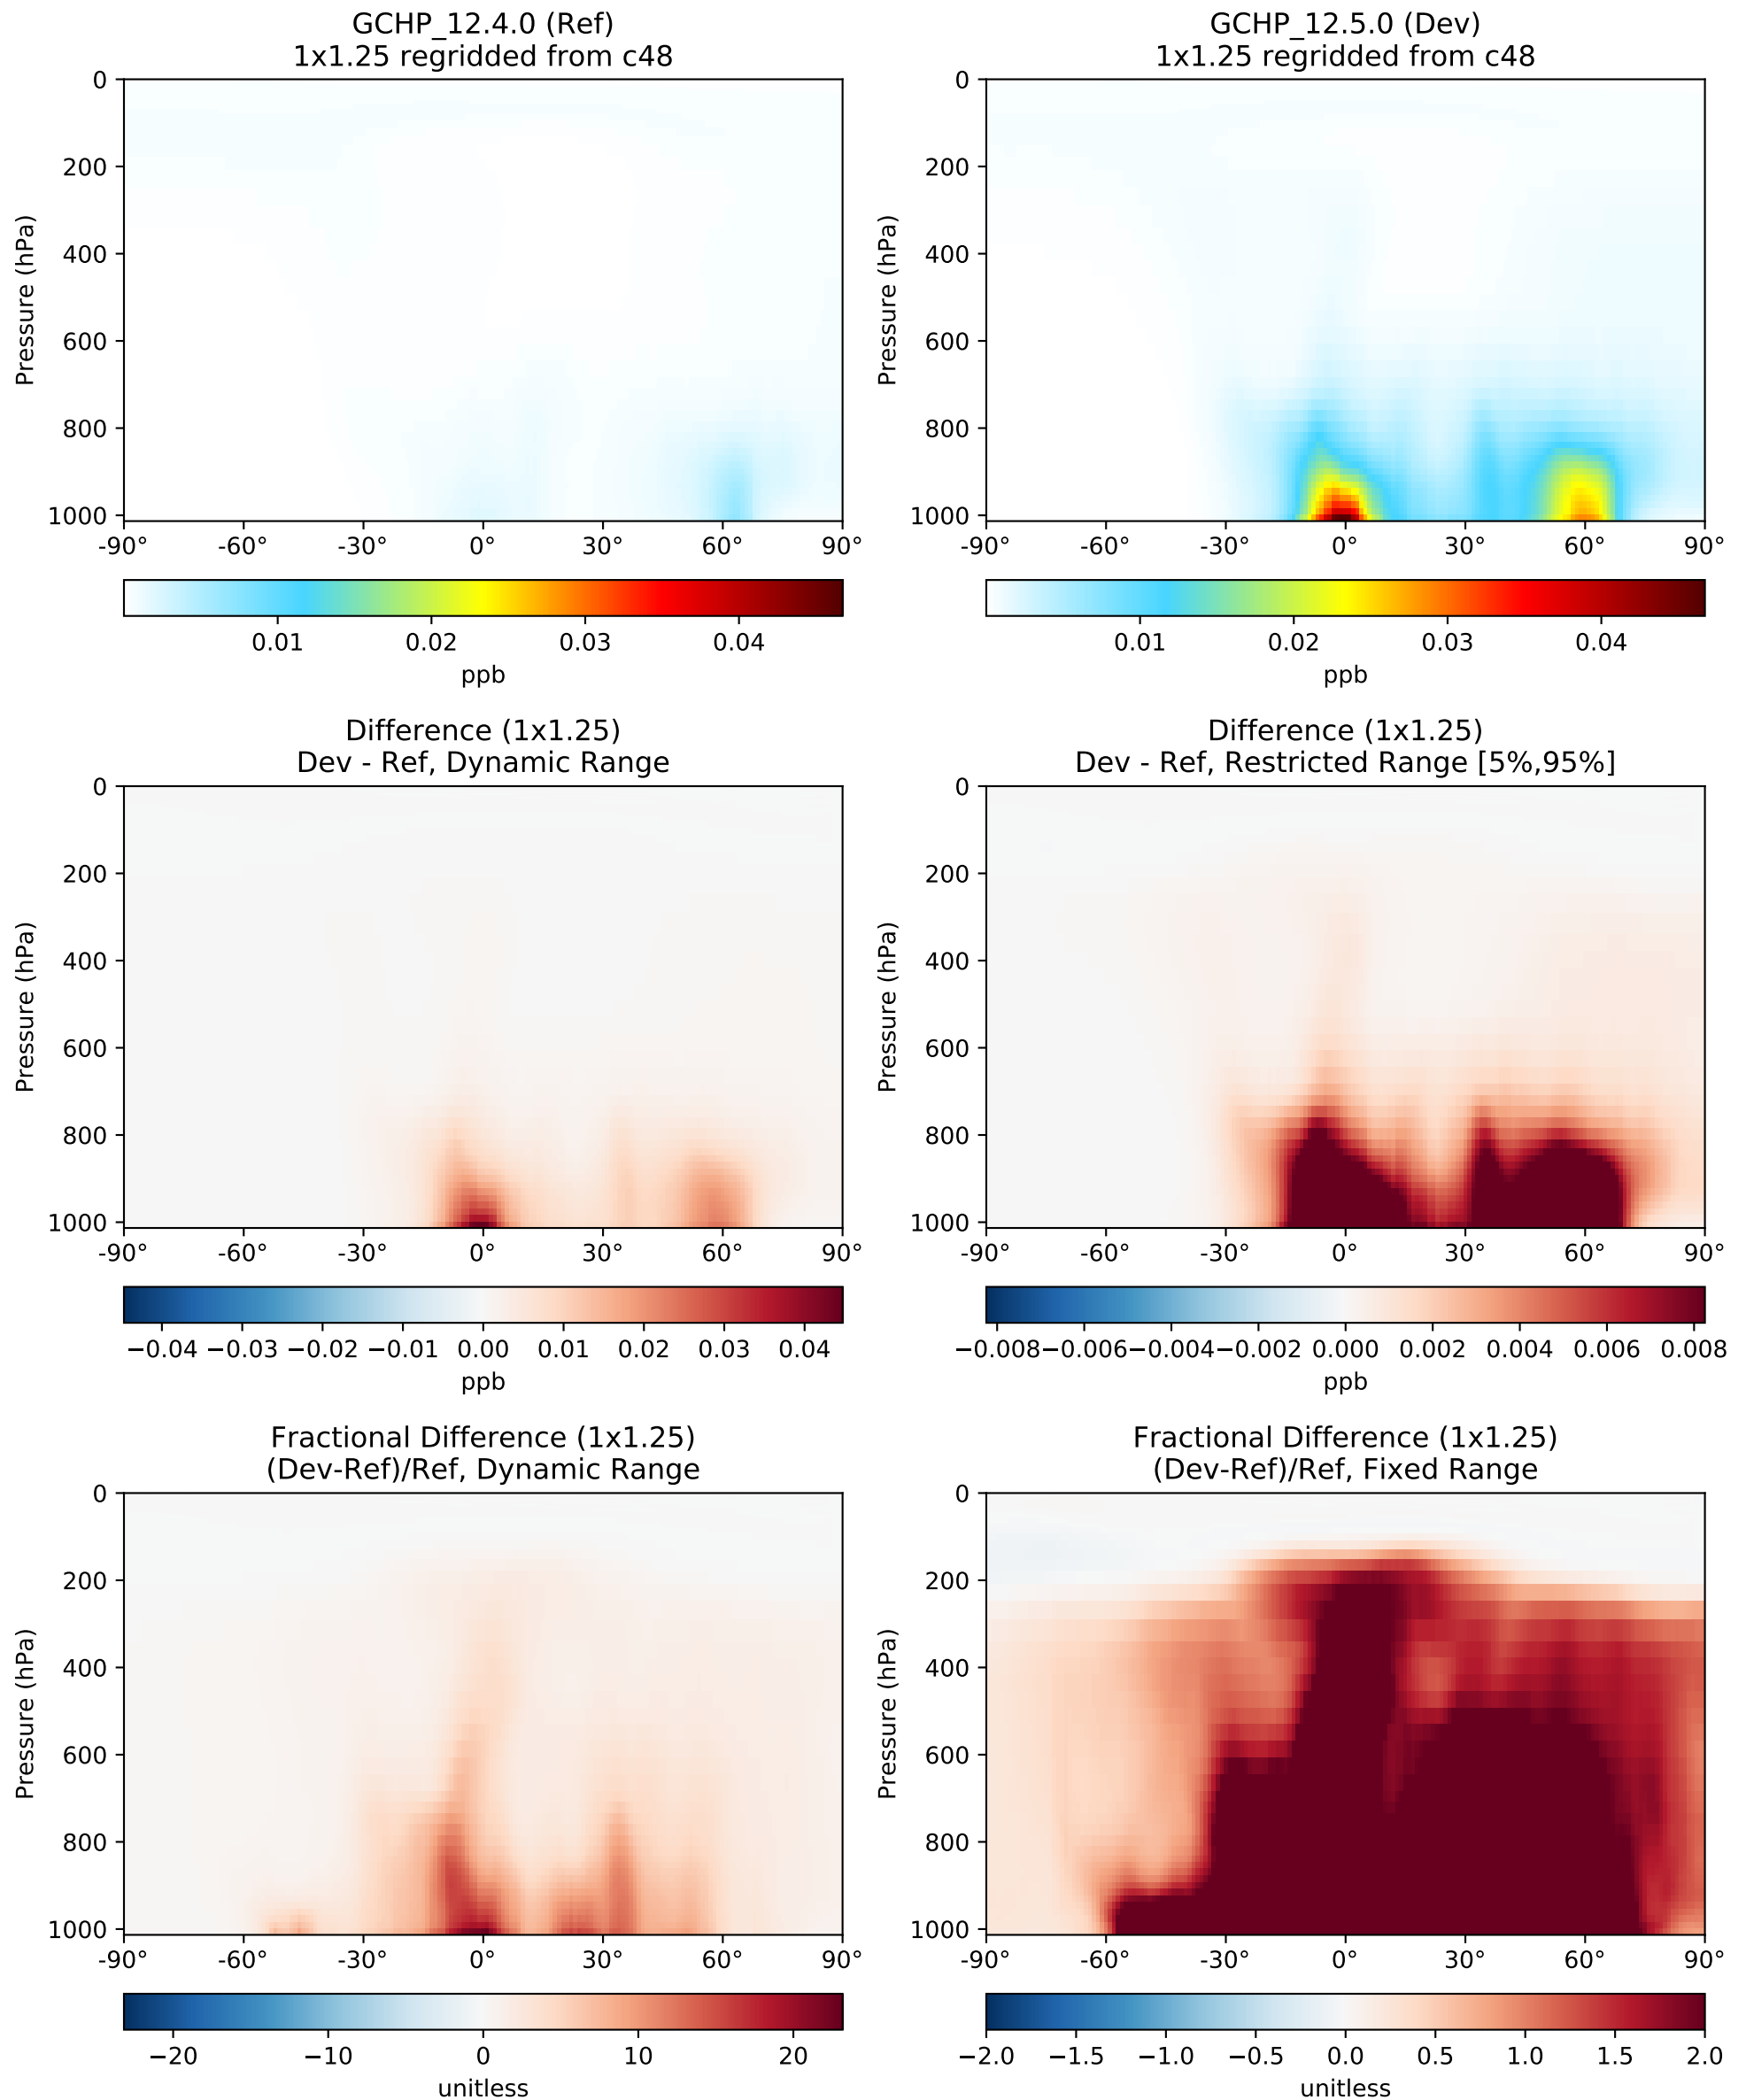 GCHP_12.4.0 (Ref)
1x1.25 regridded from c48
0
200
400
600
800
1000
Pressure (hPa)
-90° -60° -30° 0° 30° 60° 90°
0.01 0.02 0.03 0.04
ppb
GCHP_12.5.0 (Dev)
1x1.25 regridded from c48
0
200
400
600
800
1000
Pressure (hPa)
-90° -60° -30° 0° 30° 60° 90°
0.01 0.02 0.03 0.04
ppb
Difference (1x1.25)
Dev - Ref, Dynamic Range
0
200
400
600
800
1000
Pressure (hPa)
-90° -60° -30° 0° 30° 60° 90°
−0.04 −0.03 −0.02 −0.01 0.00 0.01 0.02 0.03 0.04
ppb
Difference (1x1.25)
Dev - Ref, Restricted Range [5%,95%]
0
200
400
600
800
1000
Pressure (hPa)
-90° -60° -30° 0° 30° 60° 90°
−0.008 −0.006 −0.004 −0.002 0.000 0.002 0.004 0.006 0.008
ppb
Fractional Difference (1x1.25)
(Dev-Ref)/Ref, Dynamic Range
0
200
400
600
800
1000
Pressure (hPa)
-90° -60° -30° 0° 30° 60° 90°
−20 −10 0 10 20
unitless
Fractional Difference (1x1.25)
(Dev-Ref)/Ref, Fixed Range
0
200
400
600
800
1000
Pressure (hPa)
-90° -60° -30° 0° 30° 60° 90°
−2.0 −1.5 −1.0 −0.5 0.0 0.5 1.0 1.5 2.0
unitless